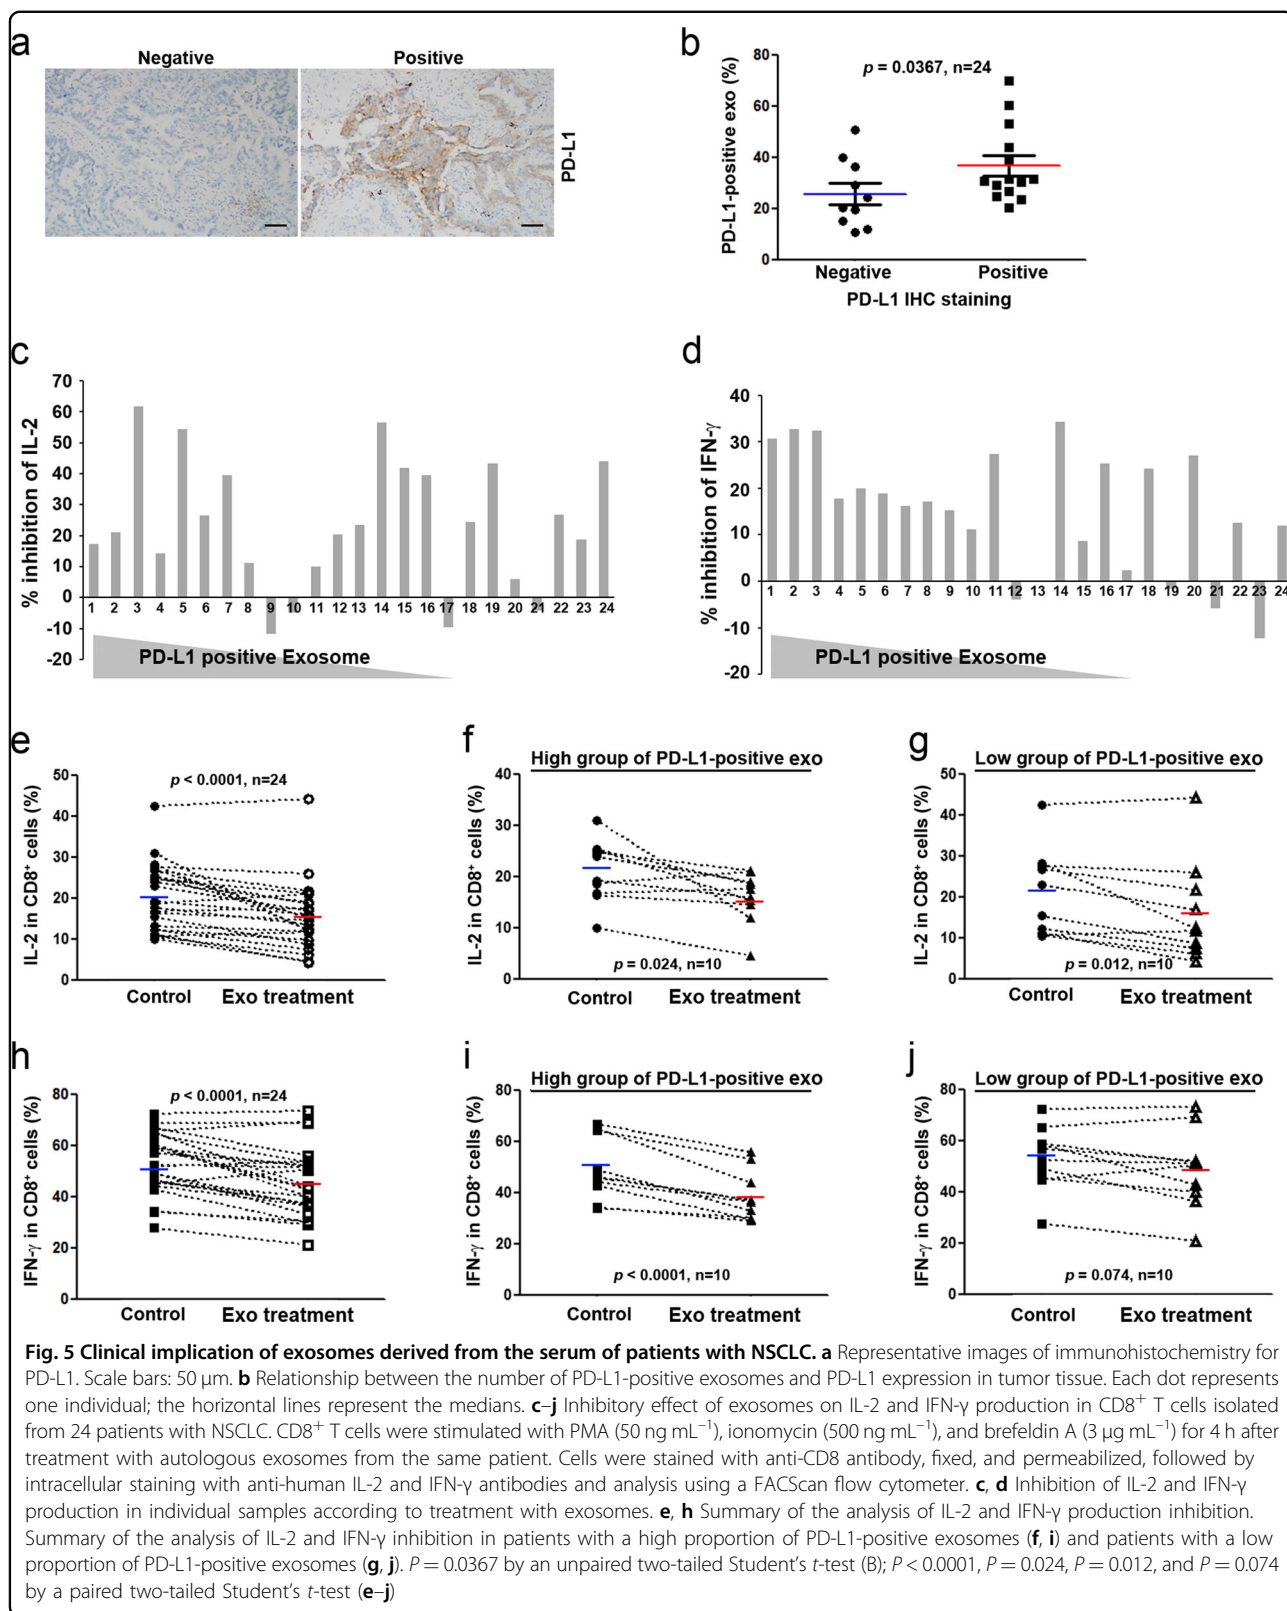 a
Negative
Positive
PD-L1
b
PD-L1-positive exo (%)
80
60
40
20
0
p = 0.0367, n=24
Negative
Positive
PD-L1 IHC staining
c
% inhibition of IL-2
70
60
50
40
30
20
10
0
-10
-20
1 2 3 4 5 6 7 8 9 10 11 12 13 14 15 16 17 18 19 20 21 22 23 24
PD-L1 positive Exosome
d
% inhibition of IFN-γ
40
30
20
10
0
-10
-20
1 2 3 4 5 6 7 8 9 10 11 12 13 14 15 16 17 18 19 20 21 22 23 24
PD-L1 positive Exosome
e
IL-2 in CD8+ cells (%)
50
40
30
20
10
0
p < 0.0001, n=24
Control
Exo treatment
f
High group of PD-L1-positive exo
IL-2 in CD8+ cells (%)
40
30
20
10
0
p = 0.024, n=10
Control
Exo treatment
g
Low group of PD-L1-positive exo
IL-2 in CD8+ cells (%)
50
40
30
20
10
0
p = 0.012, n=10
Control
Exo treatment
h
IFN-γ in CD8+ cells (%)
80
60
40
20
0
p < 0.0001, n=24
Control
Exo treatment
i
High group of PD-L1-positive exo
IFN-γ in CD8+ cells (%)
80
60
40
20
0
p < 0.0001, n=10
Control
Exo treatment
j
Low group of PD-L1-positive exo
IFN-γ in CD8+ cells (%)
80
60
40
20
0
p = 0.074, n=10
Control
Exo treatment
Fig. 5 Clinical implication of exosomes derived from the serum of patients with NSCLC. a Representative images of immunohistochemistry for
PD-L1. Scale bars: 50 μm. b Relationship between the number of PD-L1-positive exosomes and PD-L1 expression in tumor tissue. Each dot represents
one individual; the horizontal lines represent the medians. c–j Inhibitory effect of exosomes on IL-2 and IFN-γ production in CD8+ T cells isolated
from 24 patients with NSCLC. CD8+ T cells were stimulated with PMA (50 ng mL−1), ionomycin (500 ng mL−1), and brefeldin A (3 μg mL−1) for 4 h after
treatment with autologous exosomes from the same patient. Cells were stained with anti-CD8 antibody, fixed, and permeabilized, followed by
intracellular staining with anti-human IL-2 and IFN-γ antibodies and analysis using a FACScan flow cytometer. c, d Inhibition of IL-2 and IFN-γ
production in individual samples according to treatment with exosomes. e, h Summary of the analysis of IL-2 and IFN-γ production inhibition.
Summary of the analysis of IL-2 and IFN-γ inhibition in patients with a high proportion of PD-L1-positive exosomes (f, i) and patients with a low
proportion of PD-L1-positive exosomes (g, j). P = 0.0367 by an unpaired two-tailed Student's t-test (B); P < 0.0001, P = 0.024, P = 0.012, and P = 0.074
by a paired two-tailed Student's t-test (e–j)